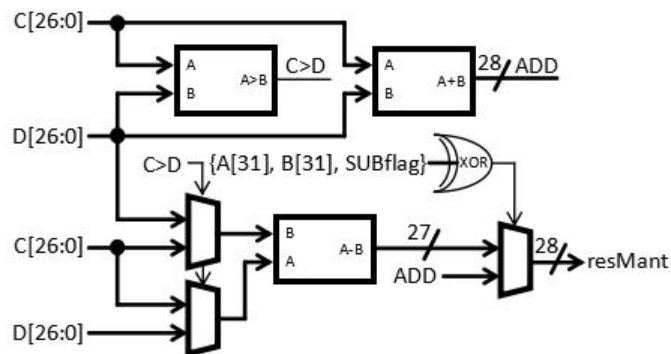 C[26:0]
A
B
A>B
C>D
A
B
A+B
28
ADD
D[26:0]
C>D
{A[31], B[31], SUBflag}
XOR
C[26:0]
B
A
A-B
27
ADD
28
resMant
D[26:0]